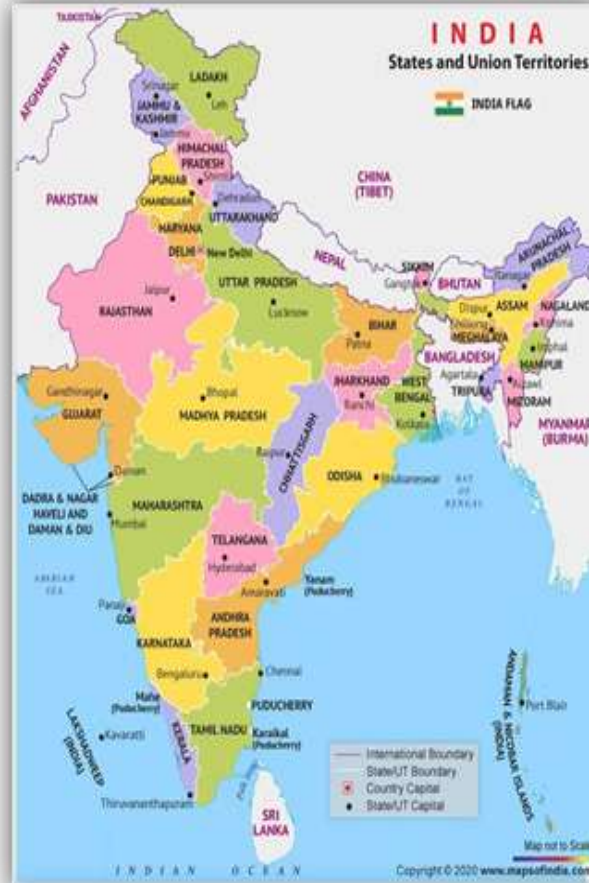 INDIA
States and Union Territories
INDIA FLAG
TAJIKISTAN
AFGHANISTAN
PAKISTAN
CHINA
(TIBET)
NEPAL
BHUTAN
BANGLADESH
MYANMAR
(BURMA)
SRI
LANKA
LADAKH
Leh
Srinagar
JAMMU &
KASHMIR
Jammu
HIMACHAL
PRADESH
Shimla
PUNJAB
CHANDIGARH
Dehradun
UTTARAKHAND
HARYANA
DELHI
New Delhi
UTTAR PRADESH
Lucknow
RAJASTHAN
Jaipur
SIKKIM
Gangtok
ARUNACHAL
PRADESH
Itanagar
ASSAM
Dispur
NAGALAND
Kohima
Shillong
MEGHALAYA
Imphal
MANIPUR
Agartala
TRIPURA
Aizawl
MIZORAM
BIHAR
Patna
JHARKHAND
Ranchi
WEST
BENGAL
Kolkata
Gandhinagar
GUJARAT
Bhopal
MADHYA PRADESH
Raipur
CHHATTISGARH
ODISHA
Bhubaneswar
Daman
DADRA & NAGAR
HAVELI AND
DAMAN & DIU
MAHARASHTRA
Mumbai
TELANGANA
Hyderabad
Amaravati
Yanam
(Puducherry)
ANDHRA
PRADESH
Panaji
GOA
KARNATAKA
Bengaluru
Chennai
Mahe
(Puducherry)
PUDUCHERRY
TAMIL NADU
Karaikal
(Puducherry)
KERALA
Thiruvananthapuram
LAKSHADWEEP
(INDIA)
Kavaratti
ANDAMAN & NICOBAR ISLANDS
(INDIA)
Port Blair
ARABIAN
SEA
BAY
OF
BENGAL
Palk Strait
INDIAN OCEAN
International Boundary
State/UT Boundary
Country Capital
State/UT Capital
Map not to Scale
Copyright © 2020 www.mapsofindia.com